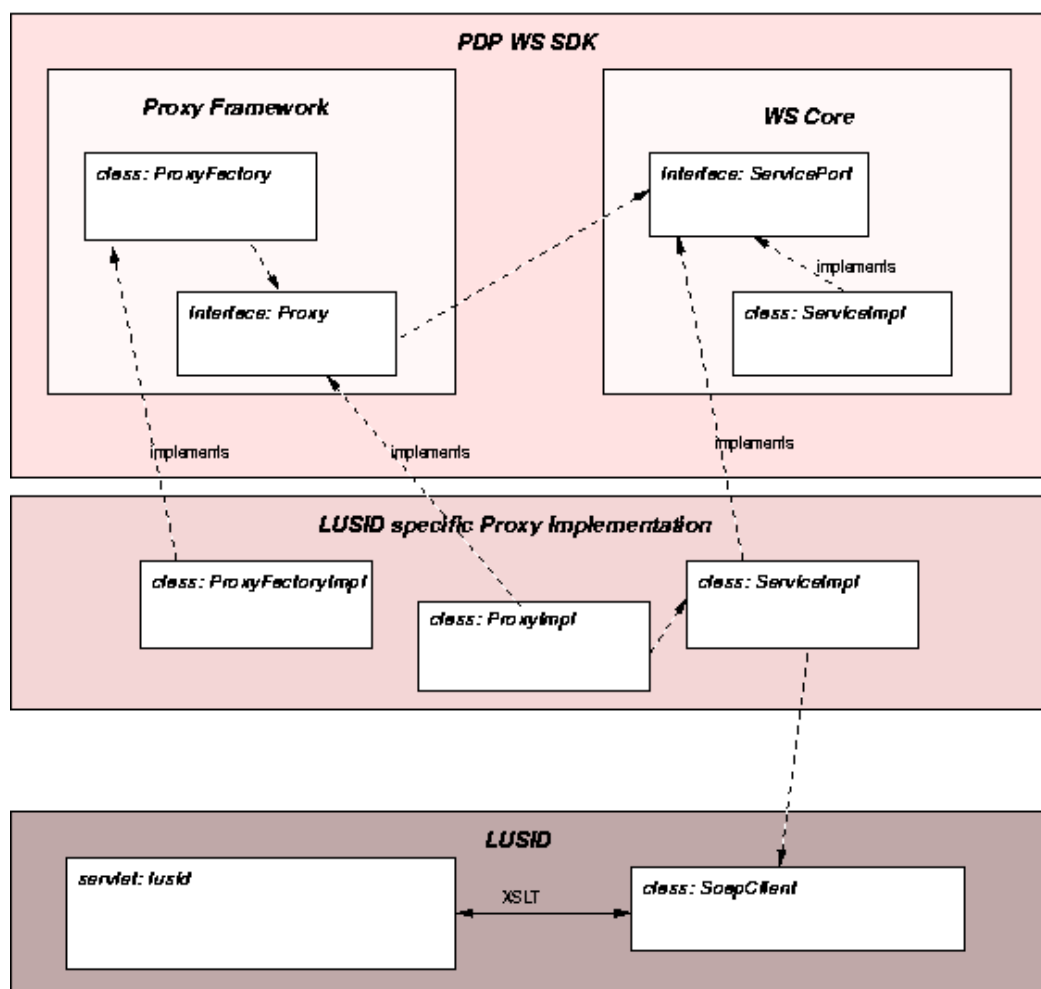 PDP WS SDK
Proxy Framework
WS Core
class: ProxyFactory
interface: ServicePort
implements
interface: Proxy
class: ServiceImpl
implements
implements
implements
LUSID specific Proxy Implementation
class: ProxyFactoryImpl
class: ProxyImpl
class: ServiceImpl
LUSID
servlet: lusid
XSLT
class: SoapClient